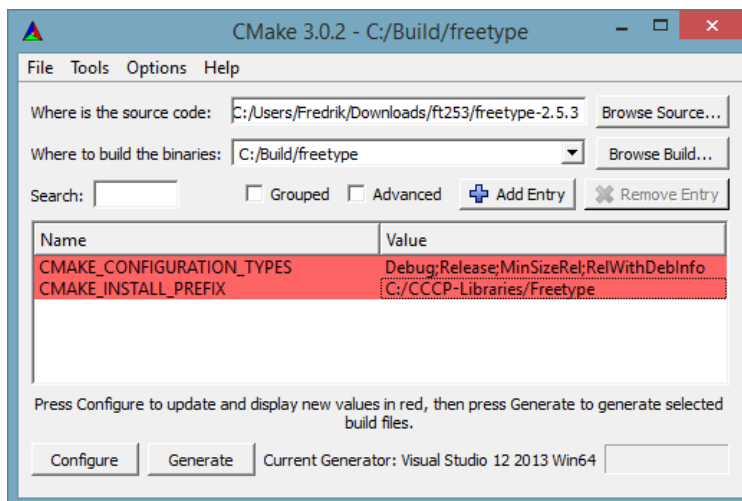 CMake 3.0.2 - C:/Build/freetype
File Tools Options Help
Where is the source code: C:/Users/Fredrik/Downloads/ft253/freetype-2.5.3 Browse Source...
Where to build the binaries: C:/Build/freetype Browse Build...
Search: Grouped Advanced Add Entry Remove Entry
Name Value
CMAKE_CONFIGURATION_TYPES Debug;Release;MinSizeRel;RelWithDebInfo
CMAKE_INSTALL_PREFIX C:/CCCP-Libraries/Freetype
Press Configure to update and display new values in red, then press Generate to generate selected
build files.
Configure Generate Current Generator: Visual Studio 12 2013 Win64